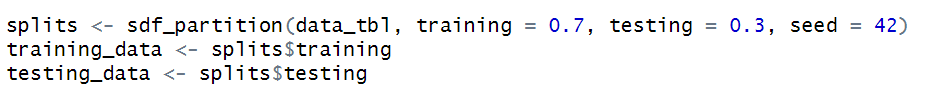 splits <- sdf_partition(data_tbl, training = 0.7, testing = 0.3, seed = 42)
training_data <- splits$training
testing_data <- splits$testing